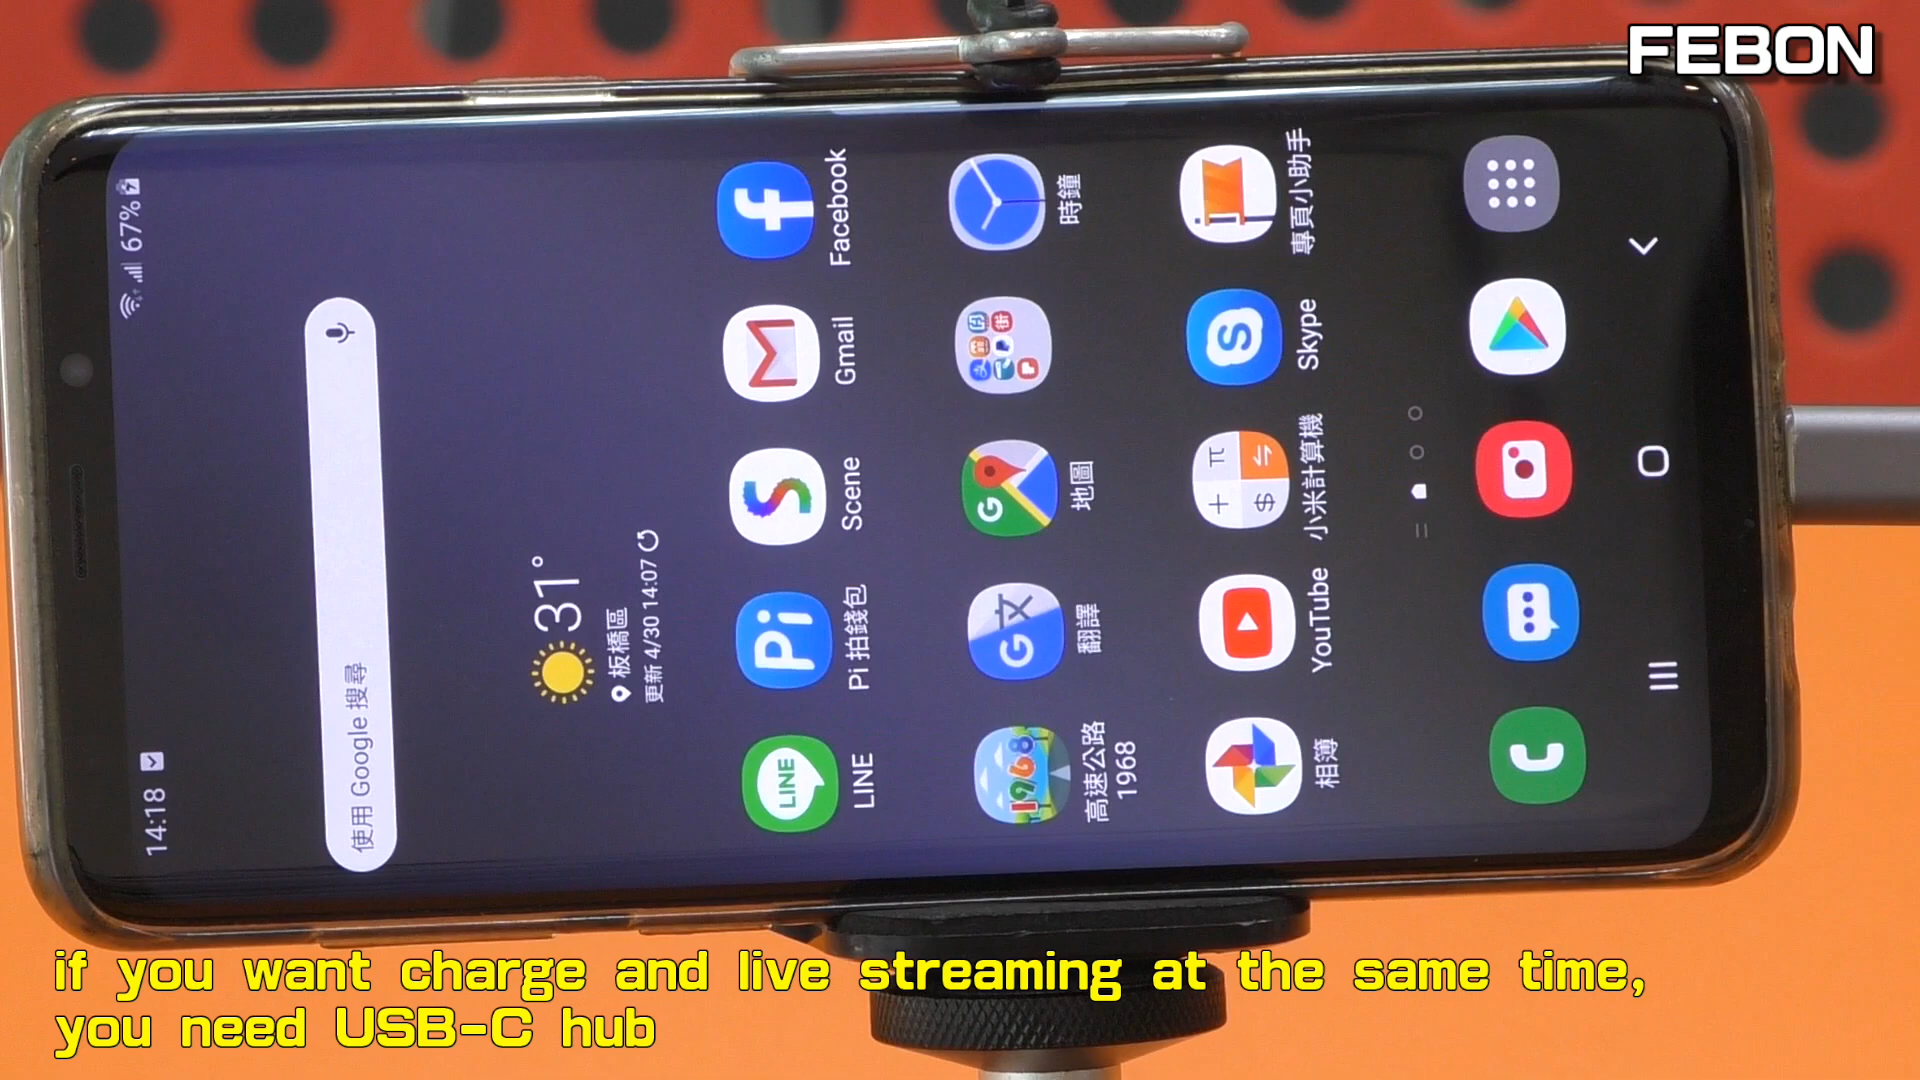 FEBON
14:18
67%
使用 Google 搜尋
31°
板橋區
更新 4/30 14:07
LINE
LINE
Pi
Pi 拍錢包
Scene
Gmail
Facebook
1968
高速公路
1968
翻譯
地圖
時鐘
相簿
YouTube
小米計算機
Skype
專頁小助手
if you want charge and live streaming at the same time,
you need USB-C hub